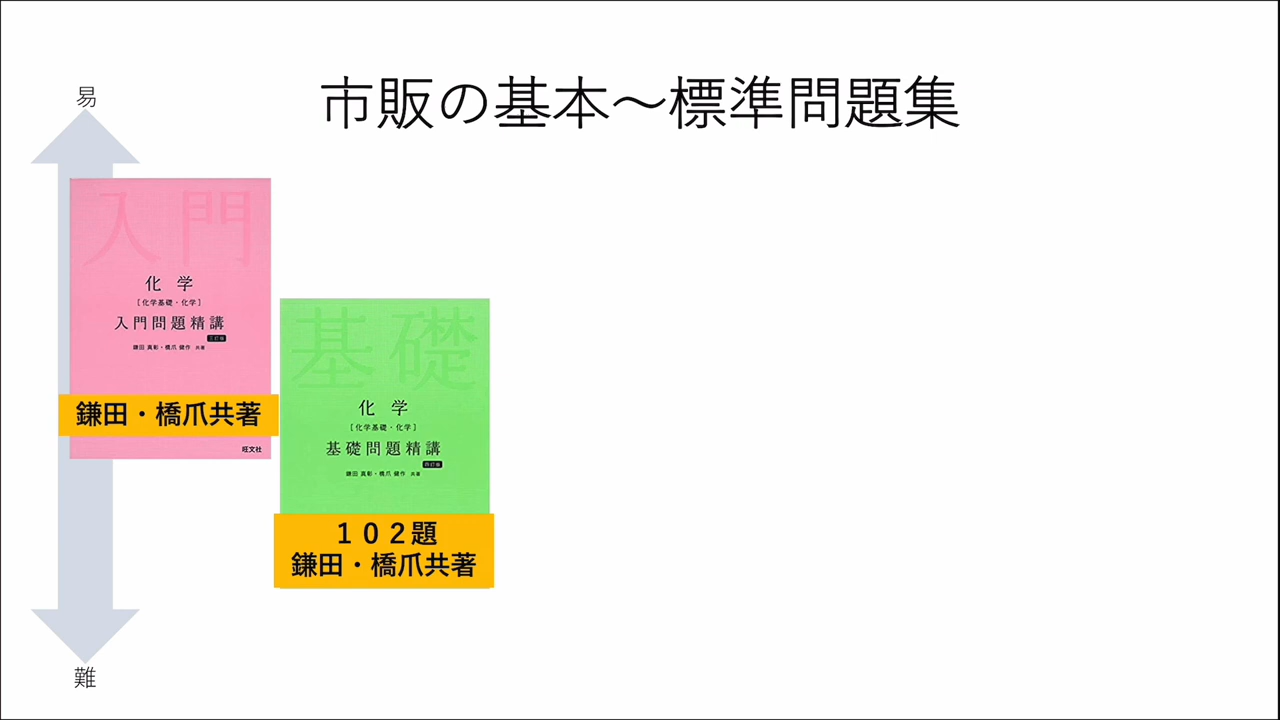 市販の基本～標準問題集
易
入門
化学
［化学基礎・化学］
入門問題精講
三訂版
鎌田 真彰・橋爪 健作 共著
鎌田・橋爪共著
旺文社
基礎
化学
［化学基礎・化学］
基礎問題精講
四訂版
鎌田 真彰・橋爪 健作 共著
１０２題
鎌田・橋爪共著
難